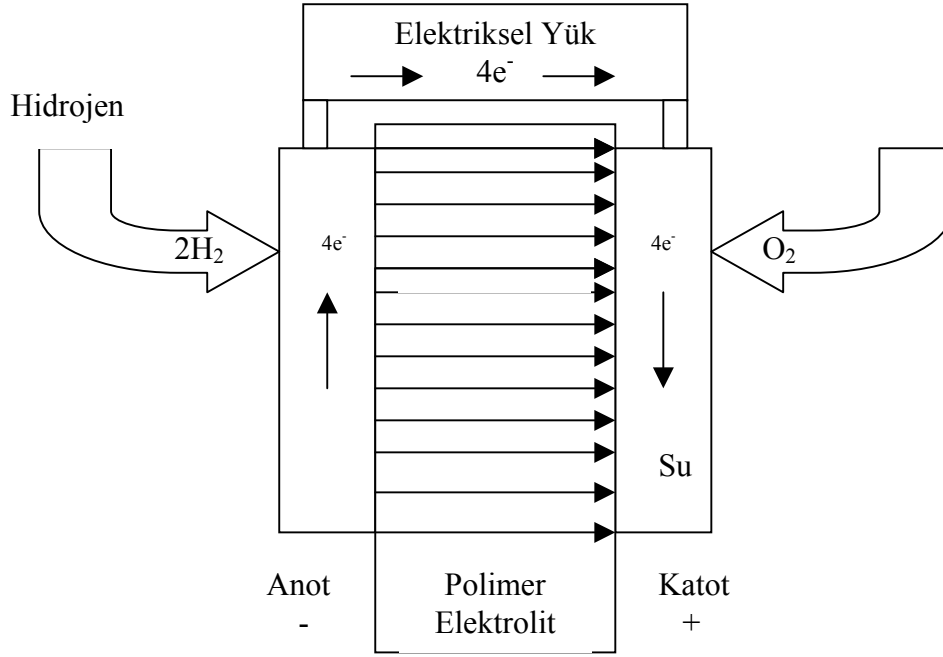 Elektriksel Yük
4e⁻
Hidrojen
2H₂
4e⁻
4e⁻
O₂
Su
Anot
-
Polimer
Elektrolit
Katot
+